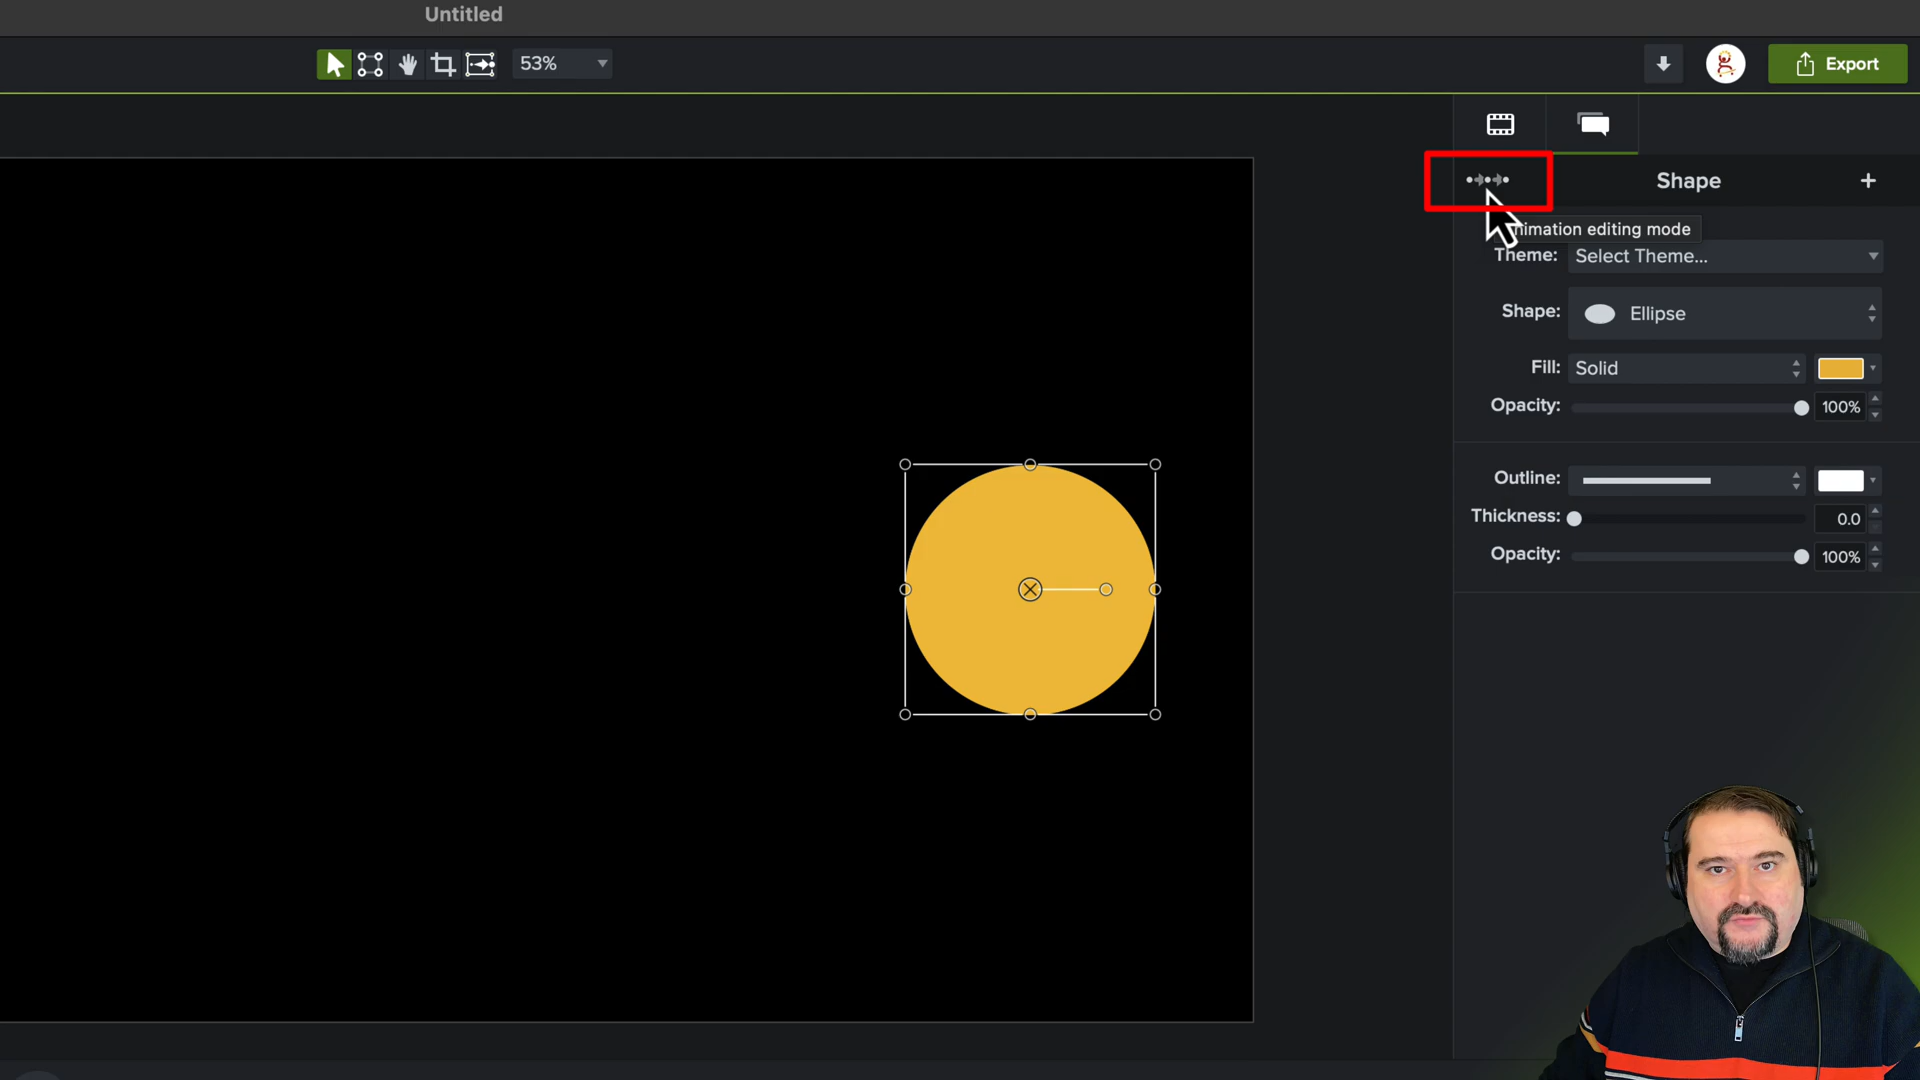 Untitled
53%
Export
Shape
nimation editing mode
Theme: Select Theme...
Shape: Ellipse
Fill: Solid
Opacity: 100%
Outline:
Thickness: 0.0
Opacity: 100%